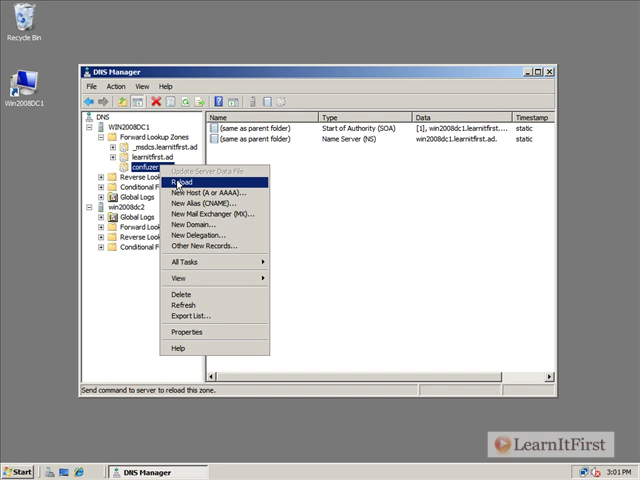 Recycle Bin
Win2008DC1
DNS Manager
File Action View Help
DNS
WIN2008DC1
Forward Lookup Zones
_msdcs.learnitfirst.ad
learnitfirst.ad
confuzer
Reverse Look
Conditional F
Global Logs
win2008dc2
Global Logs
Forward Look
Reverse Look
Conditional F
Name Type Data Timestamp
(same as parent folder) Start of Authority (SOA) [1], win2008dc1.learnitfirst.... static
(same as parent folder) Name Server (NS) win2008dc1.learnitfirst.ad. static
Update Server Data File
Reload
New Host (A or AAAA)...
New Alias (CNAME)...
New Mail Exchanger (MX)...
New Domain...
New Delegation...
Other New Records...
All Tasks
View
Delete
Refresh
Export List...
Properties
Help
Send command to server to reload this zone.
LearnItFirst
Start DNS Manager 3:01 PM